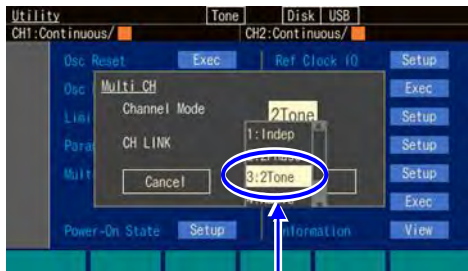 Utility Tone Disk USB
CH1:Continuous/ CH2:Continuous/
Osc Reset Exec Ref Clock IO Setup
Osc Exec
Multi CH
Channel Mode 2Tone
Limi Setup
1:Indep
Para CH LINK Setup
3:2Tone
Mult Cancel Setup
Exec
Power-On State Setup Information View